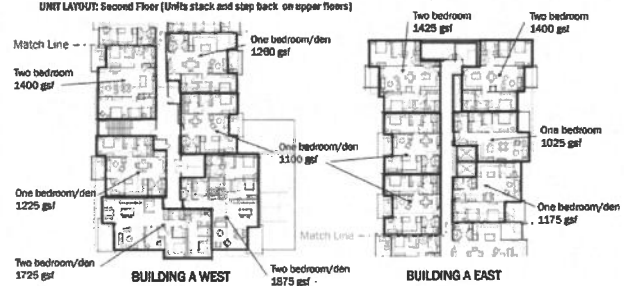 UNIT LAYOUT: Second Floor (Units stack and step back on upper floors)
Match Line
One bedroom/den
1260 gsf
Two bedroom
1400 gsf
One bedroom/den
1100 gsf
One bedroom/den
1225 gsf
Two bedroom/den
1725 gsf
BUILDING A WEST
Two bedroom/den
1875 gsf
Two bedroom
1425 gsf
Two bedroom
1400 gsf
One bedroom
1025 gsf
One bedroom/den
1175 gsf
Match Line
BUILDING A EAST